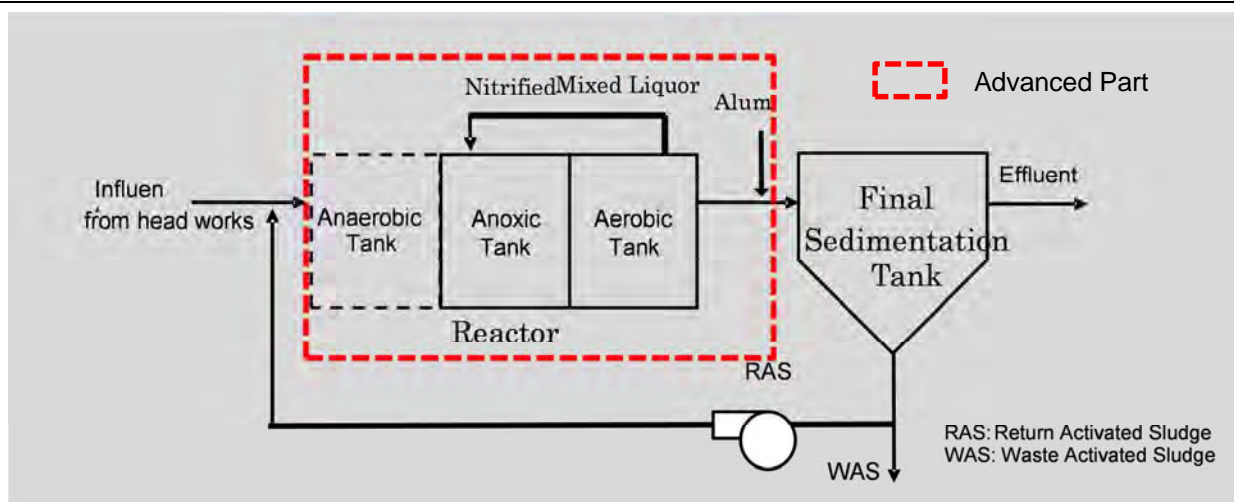 NitrifiedMixed Liquor
Alum
Advanced Part
Influen
from head works
Anaerobic
Tank
Anoxic
Tank
Aerobic
Tank
Reactor
Final
Sedimentation
Tank
Effluent
RAS
WAS
RAS: Return Activated Sludge
WAS: Waste Activated Sludge